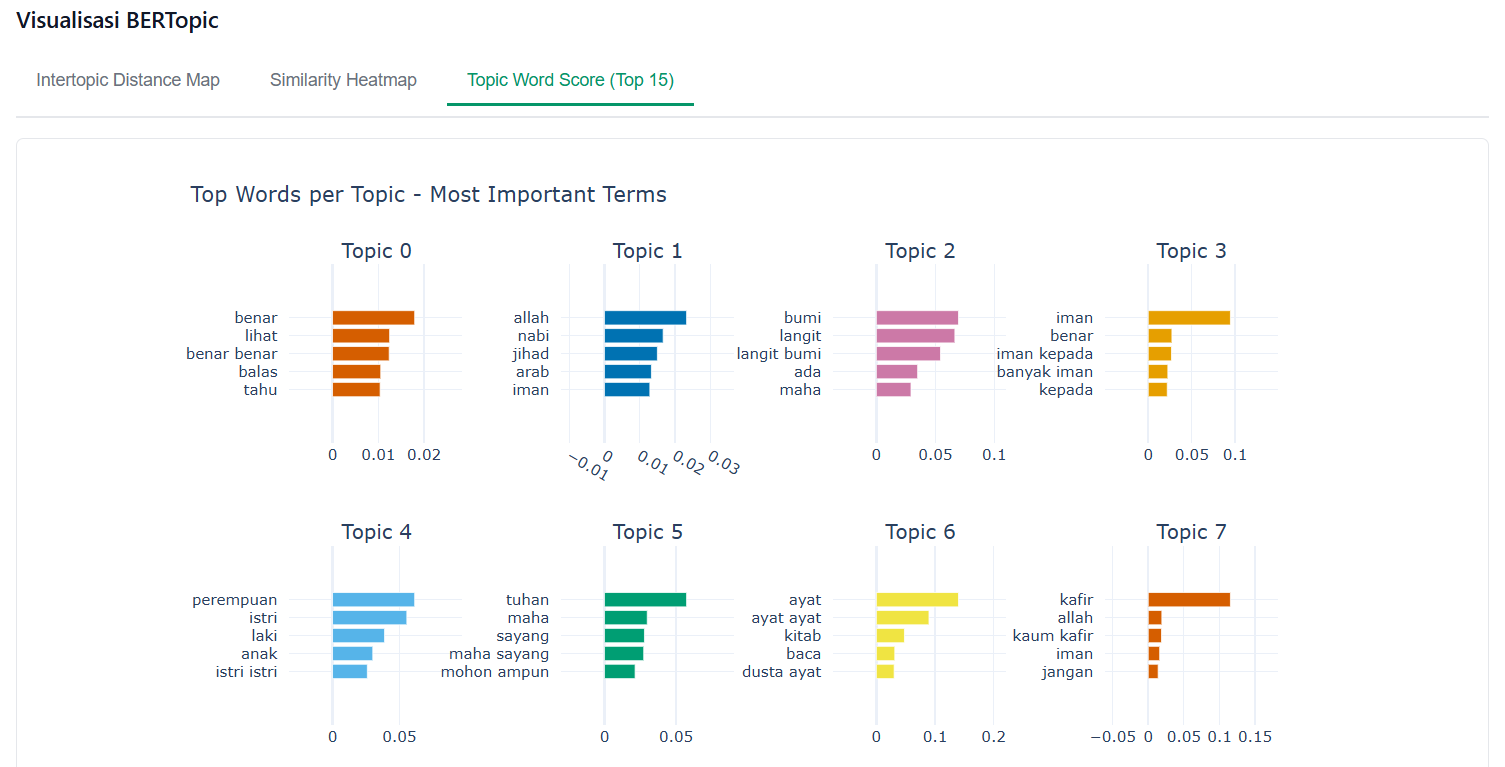 Visualisasi BERTopic
Intertopic Distance Map
Similarity Heatmap
Topic Word Score (Top 15)
Top Words per Topic - Most Important Terms
Topic 0
benar
lihat
benar benar
balas
tahu
0 0.01 0.02
Topic 1
allah
nabi
jihad
arab
iman
−0.01 0 0.01 0.02 0.03
Topic 2
bumi
langit
langit bumi
ada
maha
0 0.05 0.1
Topic 3
iman
benar
iman kepada
banyak iman
kepada
0 0.05 0.1
Topic 4
perempuan
istri
laki
anak
istri istri
0 0.05
Topic 5
tuhan
maha
sayang
maha sayang
mohon ampun
0 0.05
Topic 6
ayat
ayat ayat
kitab
baca
dusta ayat
0 0.1 0.2
Topic 7
kafir
allah
kaum kafir
iman
jangan
−0.05 0 0.05 0.1 0.15